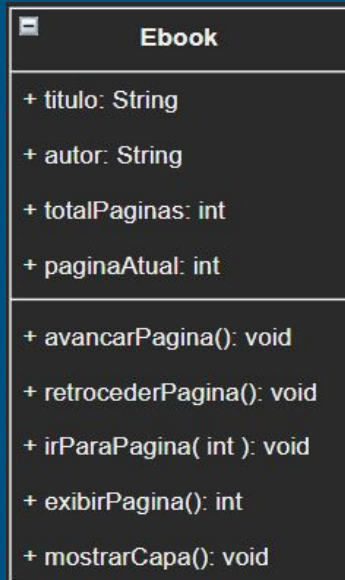 Ebook
+ titulo: String
+ autor: String
+ totalPaginas: int
+ paginaAtual: int
+ avancarPagina(): void
+ retrocederPagina(): void
+ irParaPagina( int ): void
+ exibirPagina(): int
+ mostrarCapa(): void